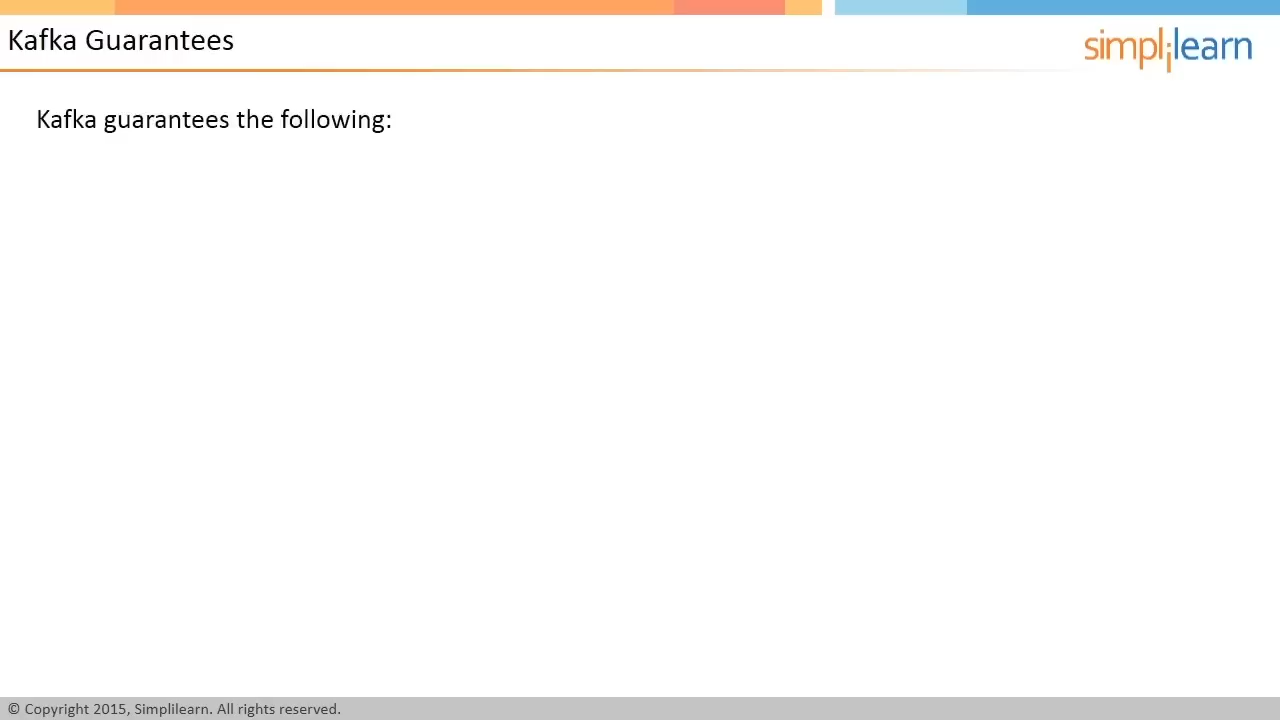 Kafka Guarantees
simplilearn
Kafka guarantees the following:
© Copyright 2015, Simplilearn. All rights reserved.